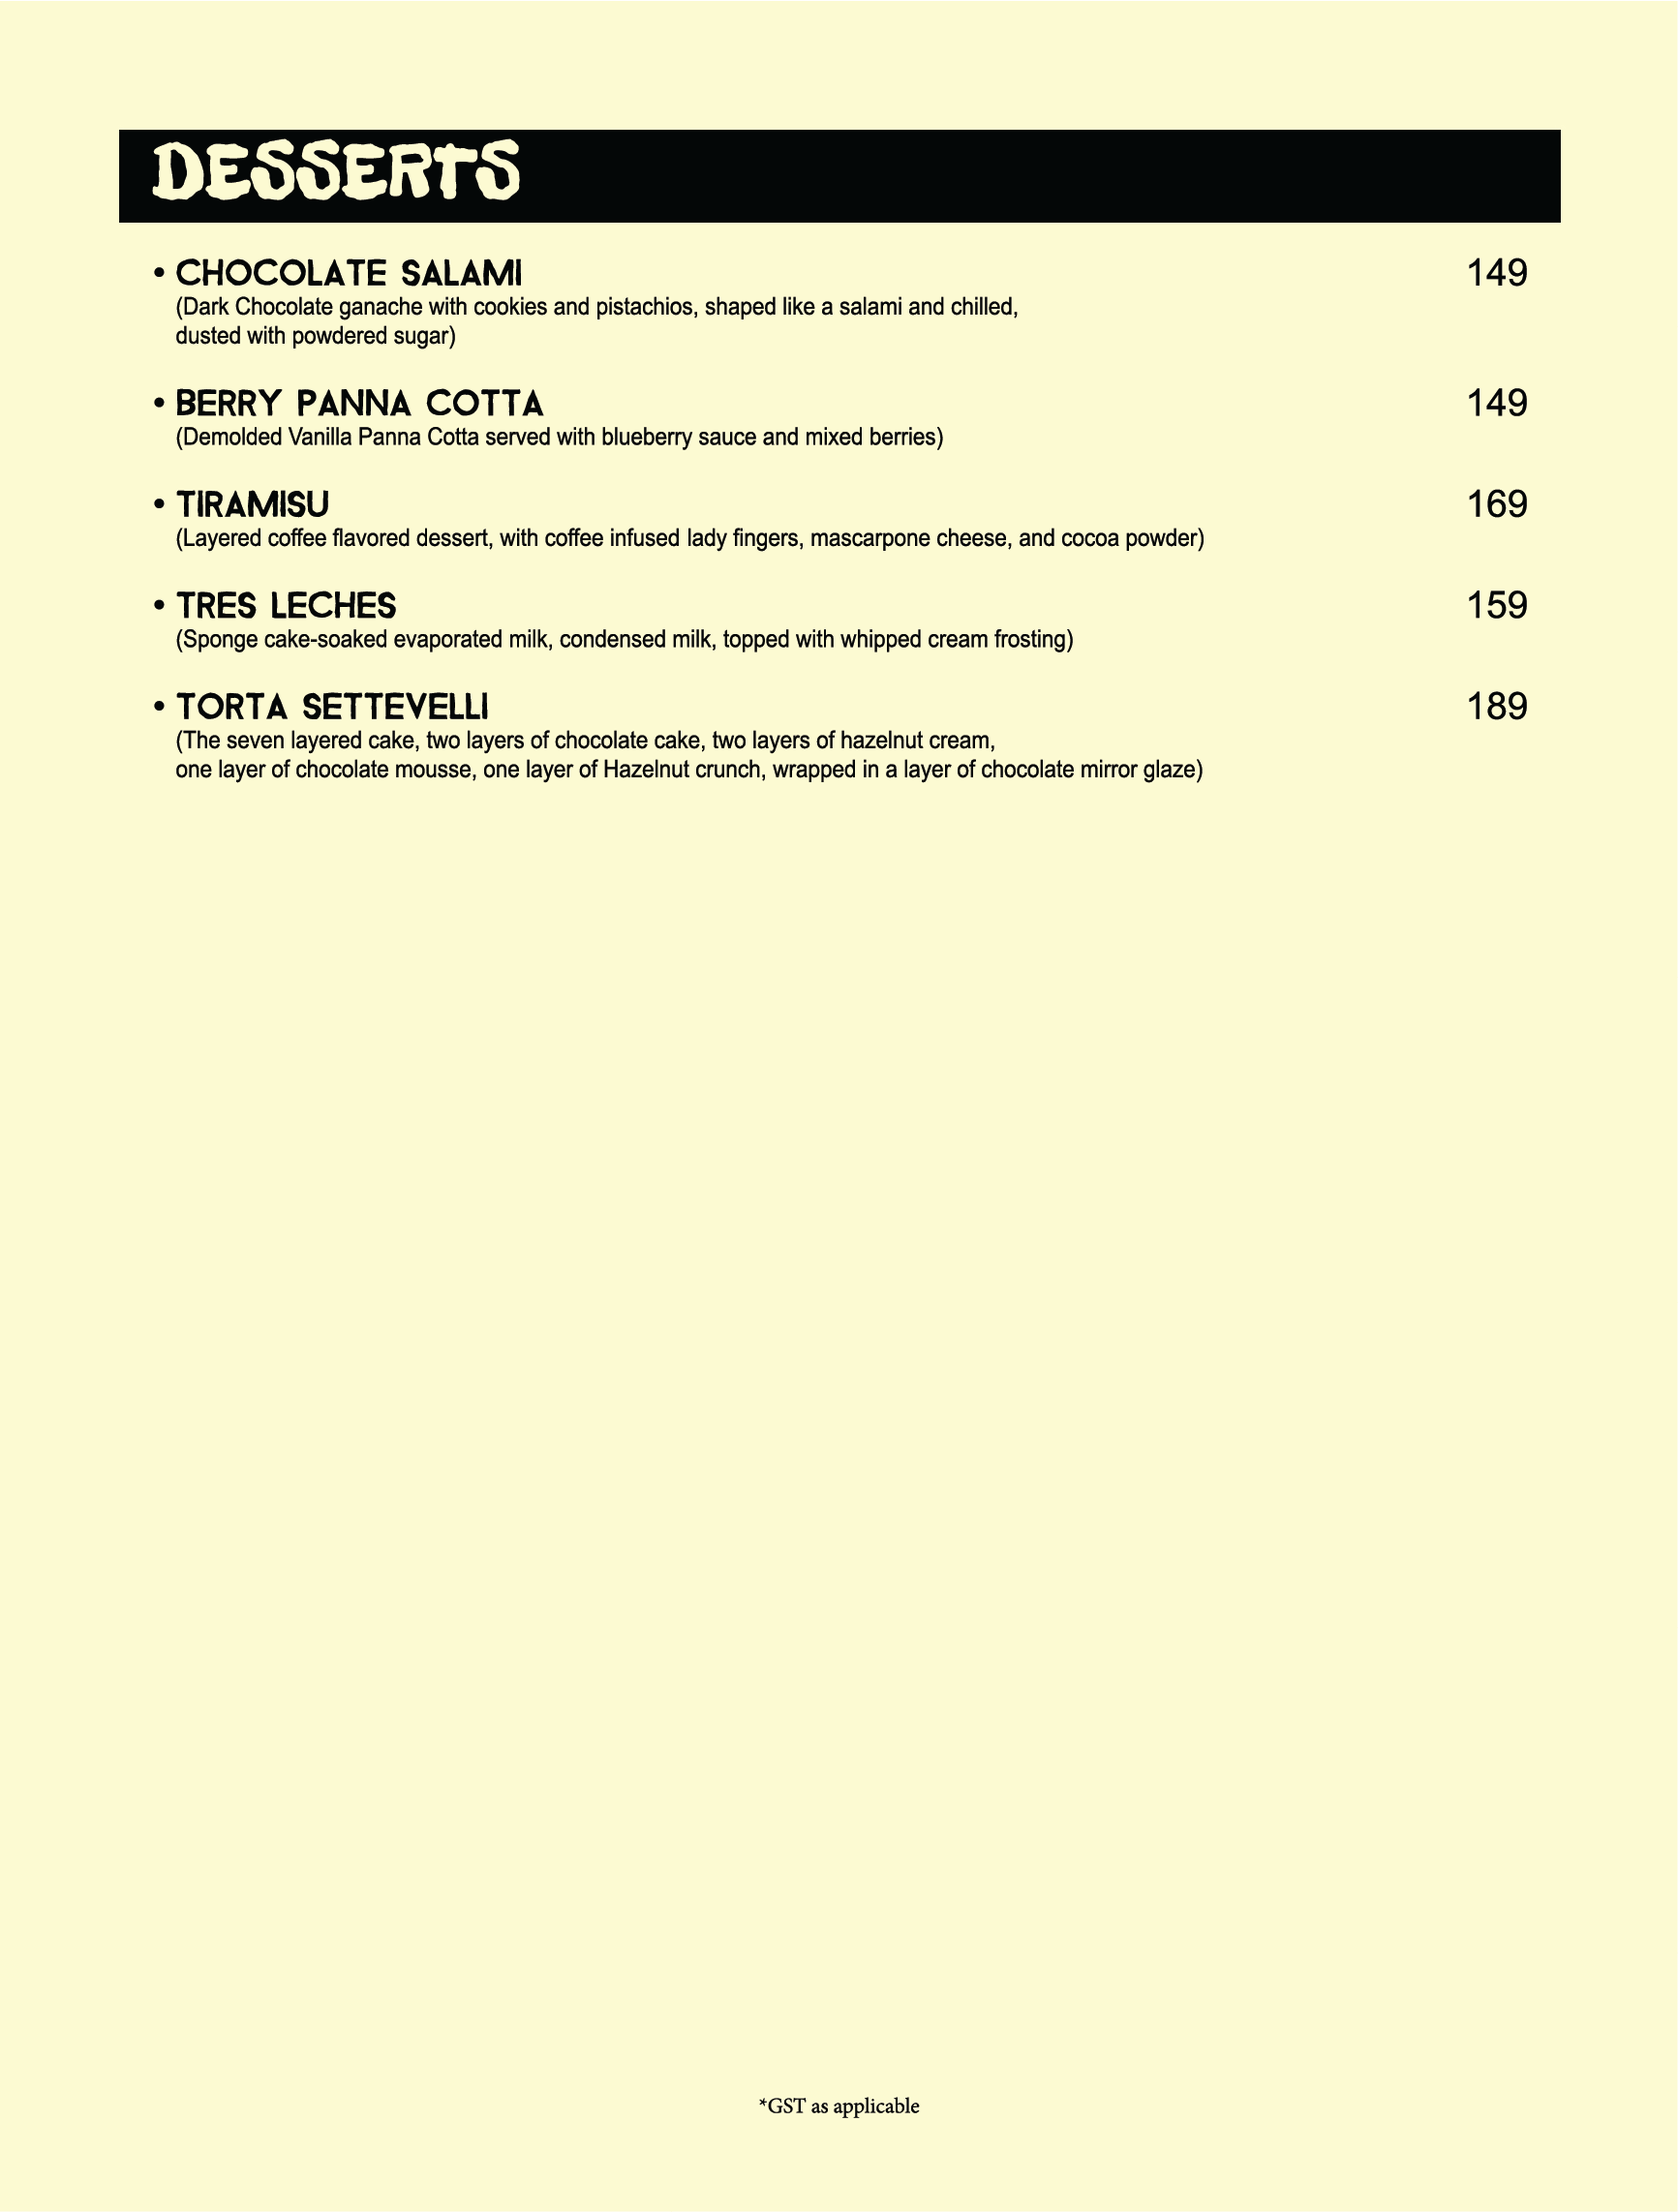 DESSERTS
• CHOCOLATE SALAMI 149
(Dark Chocolate ganache with cookies and pistachios, shaped like a salami and chilled,
dusted with powdered sugar)
• BERRY PANNA COTTA 149
(Demolded Vanilla Panna Cotta served with blueberry sauce and mixed berries)
• TIRAMISU 169
(Layered coffee flavored dessert, with coffee infused lady fingers, mascarpone cheese, and cocoa powder)
• TRES LECHES 159
(Sponge cake-soaked evaporated milk, condensed milk, topped with whipped cream frosting)
• TORTA SETTEVELLI 189
(The seven layered cake, two layers of chocolate cake, two layers of hazelnut cream,
one layer of chocolate mousse, one layer of Hazelnut crunch, wrapped in a layer of chocolate mirror glaze)
*GST as applicable